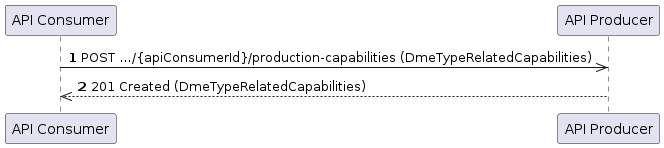 API Consumer API Producer
1 POST .../{apiConsumerId}/production-capabilities (DmeTypeRelatedCapabilities)
2 201 Created (DmeTypeRelatedCapabilities)
API Consumer API Producer